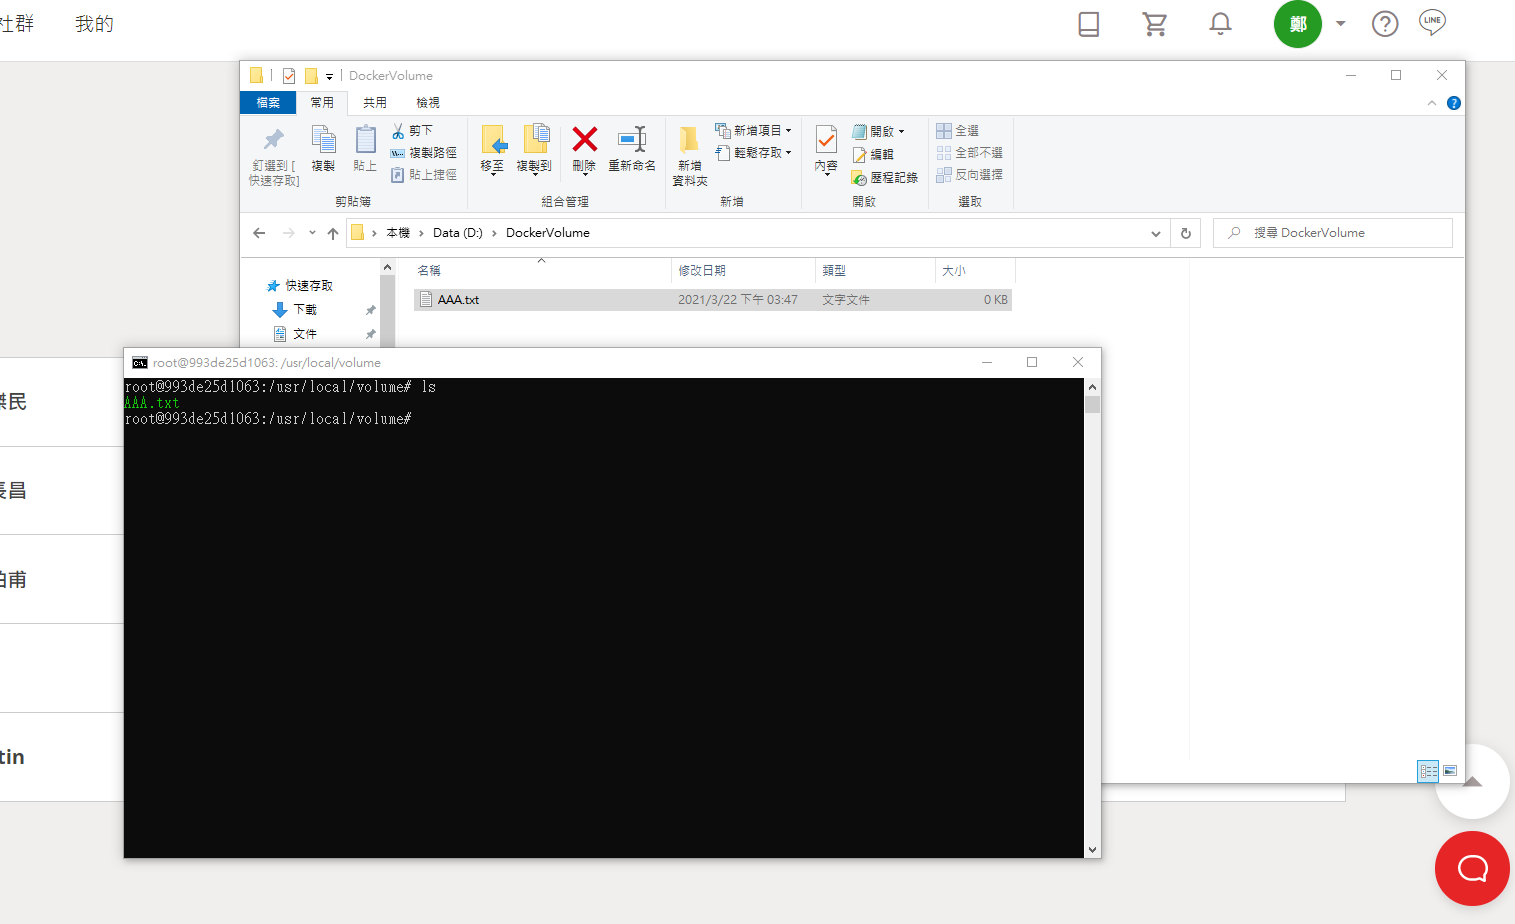 社群 我的
鄭
LINE
DockerVolume
檔案 常用 共用 檢視
釘選到 [
快速存取]
複製
貼上
剪下
複製路徑
貼上捷徑
剪貼簿
移至
複製到
刪除
重新命名
組合管理
新增
資料夾
新增項目
輕鬆存取
新增
內容
開啟
編輯
歷程記錄
開啟
全選
全部不選
反向選擇
選取
本機 › Data (D:) › DockerVolume
搜尋 DockerVolume
快速存取
下載
文件
名稱 修改日期 類型 大小
AAA.txt 2021/3/22 下午 03:47 文字文件 0 KB
root@993de25d1063: /usr/local/volume
root@993de25d1063:/usr/local/volume# ls
AAA.txt
root@993de25d1063:/usr/local/volume#
民
長昌
甫
tin